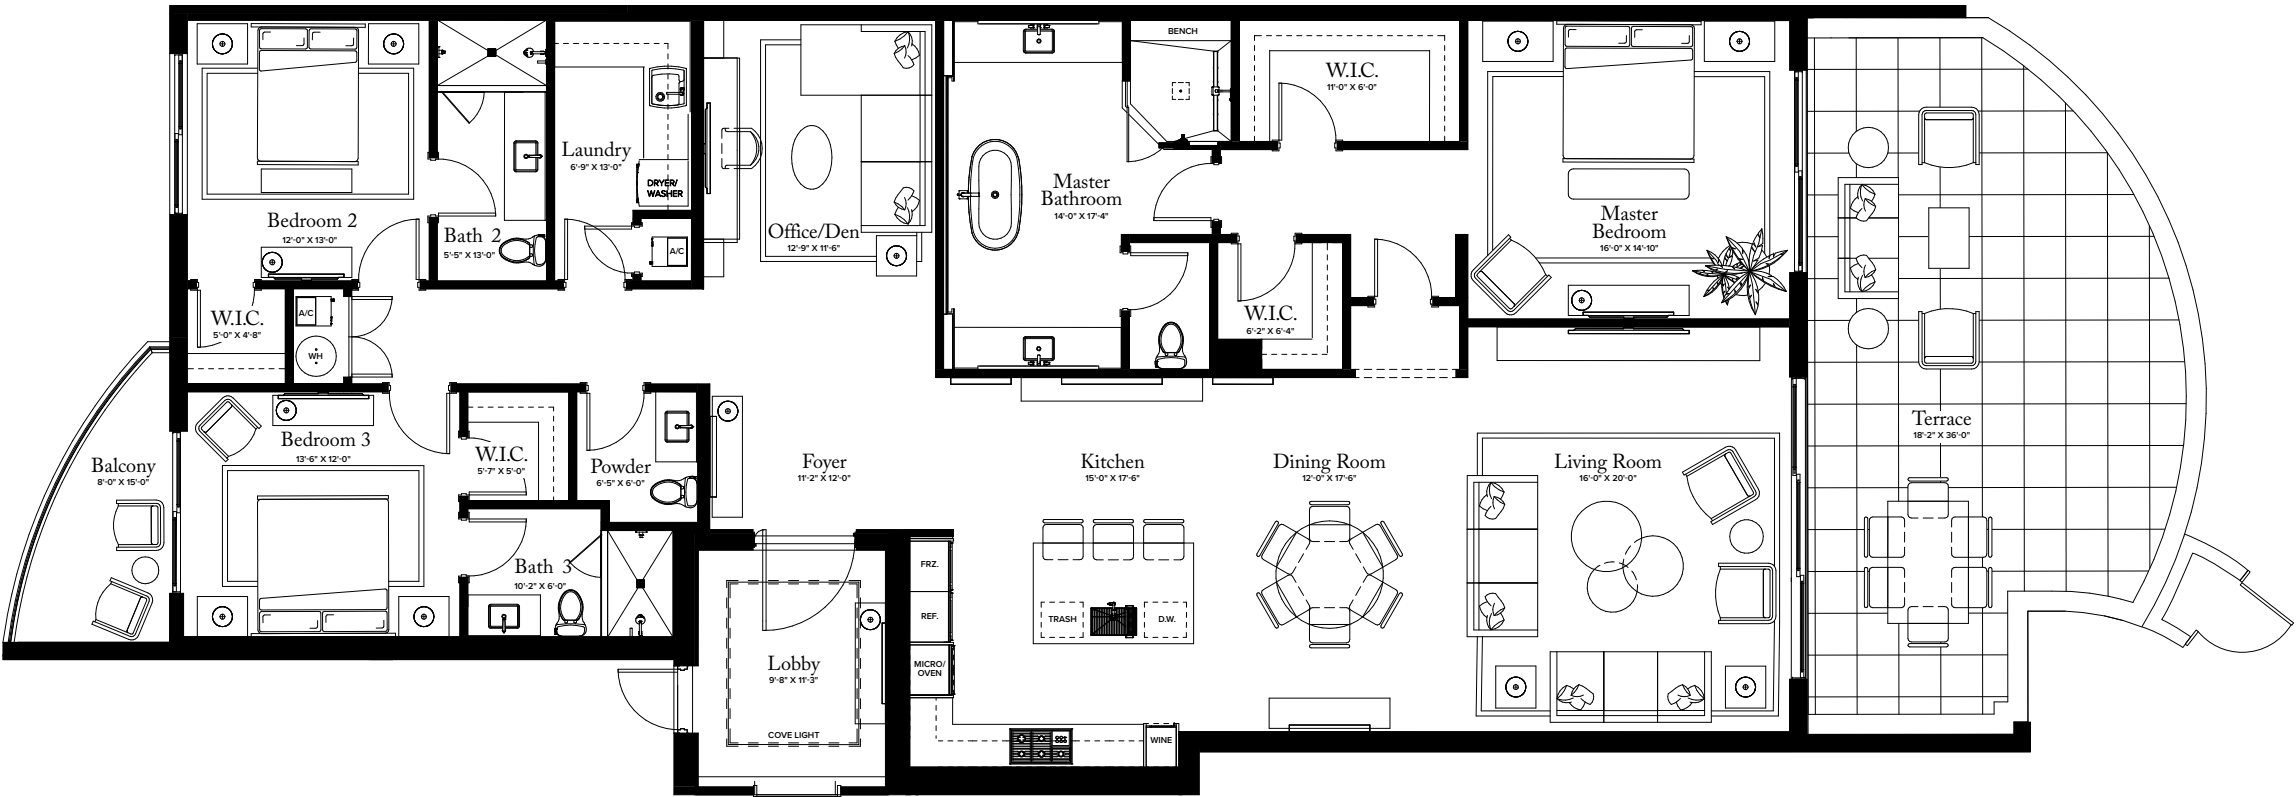 BENCH
W.I.C.
11'-0" X 6'-0"
Laundry
6'-9" X 13'-0"
DRYER/
WASHER
Master
Bathroom
14'-0" X 17'-4"
Bedroom 2
12'-0" X 13'-0"
Bath 2
5'-5" X 13'-0"
A/C
Office/Den
12'-9" X 11'-6"
Master
Bedroom
16'-0" X 14'-10"
W.I.C.
5'-0" X 4'-8"
A/C
WH
W.I.C.
6'-2" X 6'-4"
Terrace
18'-2" X 36'-0"
Bedroom 3
13'-6" X 12'-0"
W.I.C.
5'-7" X 5'-0"
Balcony
8'-0" X 15'-0"
Powder
6'-5" X 6'-0"
Foyer
11'-2" X 12'-0"
Kitchen
15'-0" X 17'-6"
Dining Room
12'-0" X 17'-6"
Living Room
16'-0" X 20'-0"
Bath 3
10'-2" X 6'-0"
FRZ.
REF.
TRASH
D.W.
MICRO/
OVEN
Lobby
9'-8" X 11'-3"
COVE LIGHT
WINE